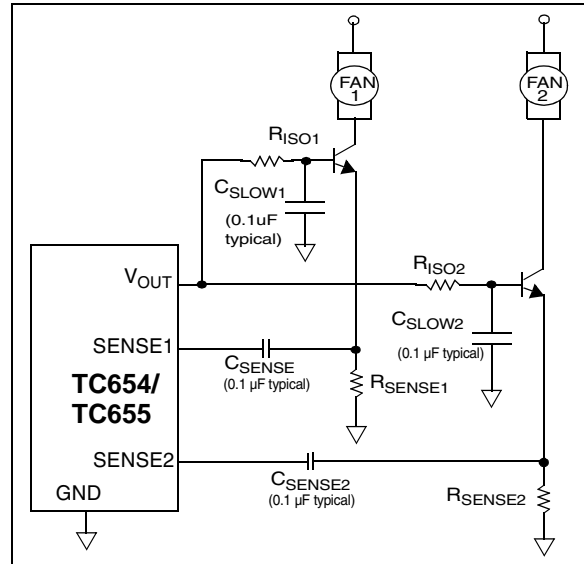 FAN
1
FAN
2
RISO1
CSLOW1
(0.1uF
typical)
VOUT
RISO2
CSLOW2
(0.1 µF typical)
SENSE1
CSENSE
(0.1 µF typical)
RSENSE1
TC654/
TC655
SENSE2
CSENSE2
(0.1 µF typical)
RSENSE2
GND